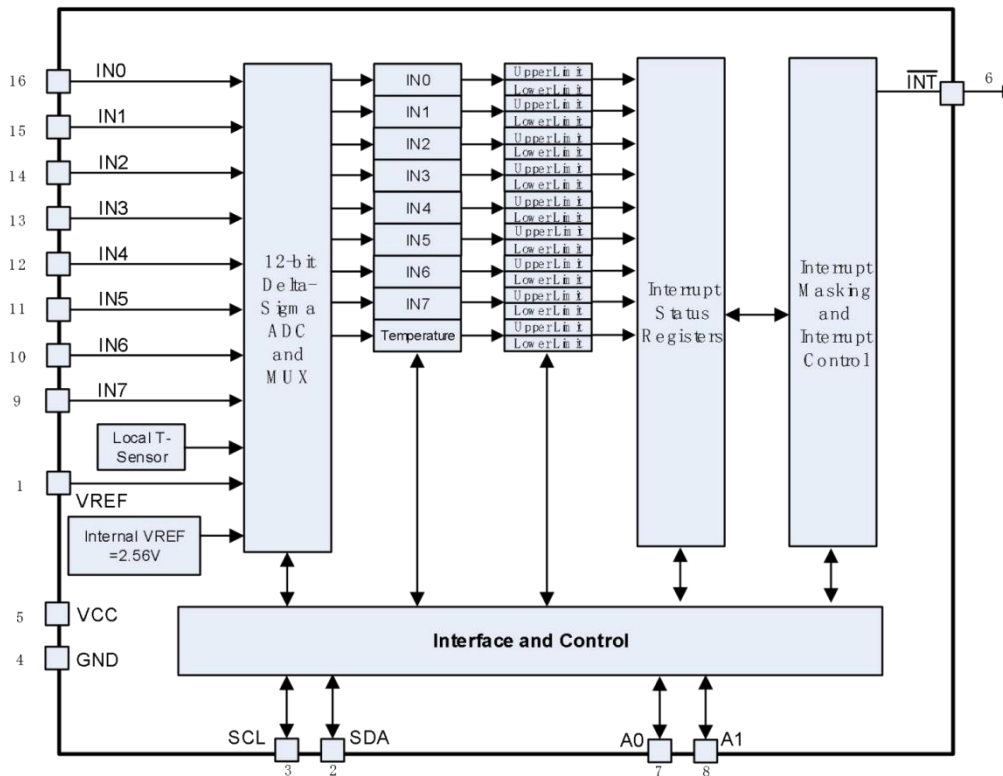 16
IN0
15
IN1
14
IN2
13
IN3
12
IN4
11
IN5
10
IN6
9
IN7
Local T-
Sensor
1
VREF
Internal VREF
=2.56V
5
VCC
4
GND
12-bit
Delta-
Sigma
ADC
and
MUX
IN0
IN1
IN2
IN3
IN4
IN5
IN6
IN7
Temperature
UpperLimit
LowerLimit
UpperLimit
LowerLimit
UpperLimit
LowerLimit
UpperLimit
LowerLimit
UpperLimit
LowerLimit
UpperLimit
LowerLimit
UpperLimit
LowerLimit
UpperLimit
LowerLimit
UpperLimit
LowerLimit
Interrupt
Status
Registers
Interrupt
Masking
and
Interrupt
Control
INT
6
Interface and Control
SCL
3
SDA
2
A0
7
A1
8